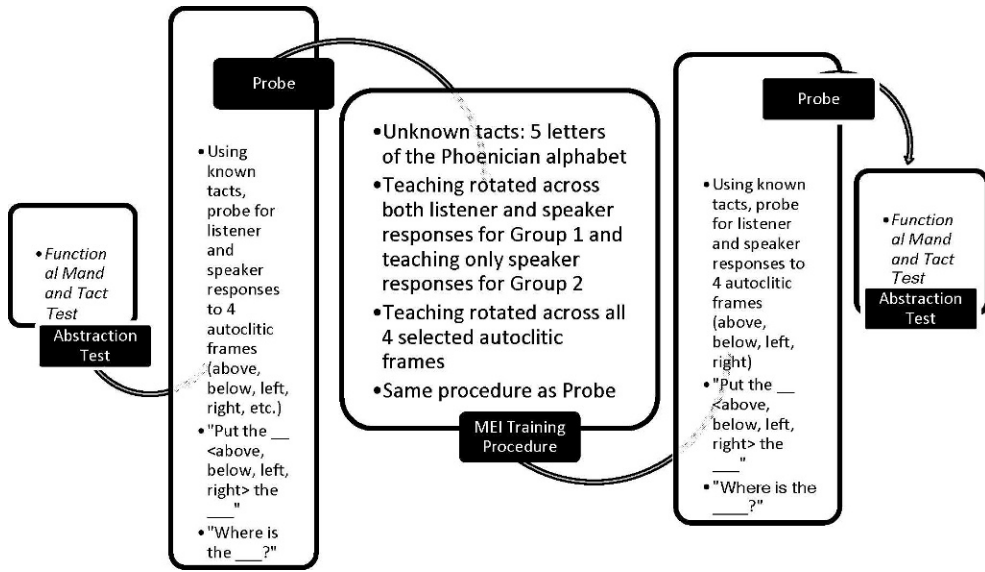 • Function
al Mand
and Tact
Test
Abstraction
Test
Probe
• Using
known
tacts,
probe for
listener
and
speaker
responses
to 4
autoclitic
frames
(above,
below, left,
right, etc.)
• "Put the __
<above,
below, left,
right> the
___"
• "Where is
the ___?"
• Unknown tacts: 5 letters
of the Phoenician alphabet
• Teaching rotated across
both listener and speaker
responses for Group 1 and
teaching only speaker
responses for Group 2
• Teaching rotated across all
4 selected autoclitic
frames
• Same procedure as Probe
MEI Training
Procedure
Probe
• Using known
tacts, probe
for listener
and speaker
responses to
4 autoclitic
frames
(above,
below, left,
right)
• "Put the __
<above,
below, left,
right> the
___"
• "Where is the
____?"
• Function
al Mand
and Tact
Test
Abstraction
Test